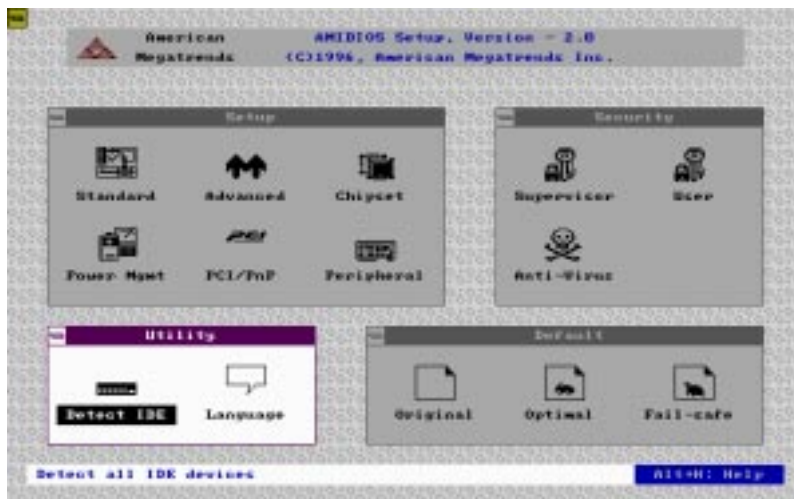 American Megatrends
AMIBIOS Setup, Version - 2.0
(C)1996, American Megatrends Inc.
Setup
Standard
Advanced
Chipset
Power Mgmt
PCI
PCI/PnP
Peripheral
Security
Supervisor
User
Anti-Virus
Utility
Detect IDE
Language
Default
Original
Optimal
Fail-safe
Detect all IDE devices
Alt+H: Help